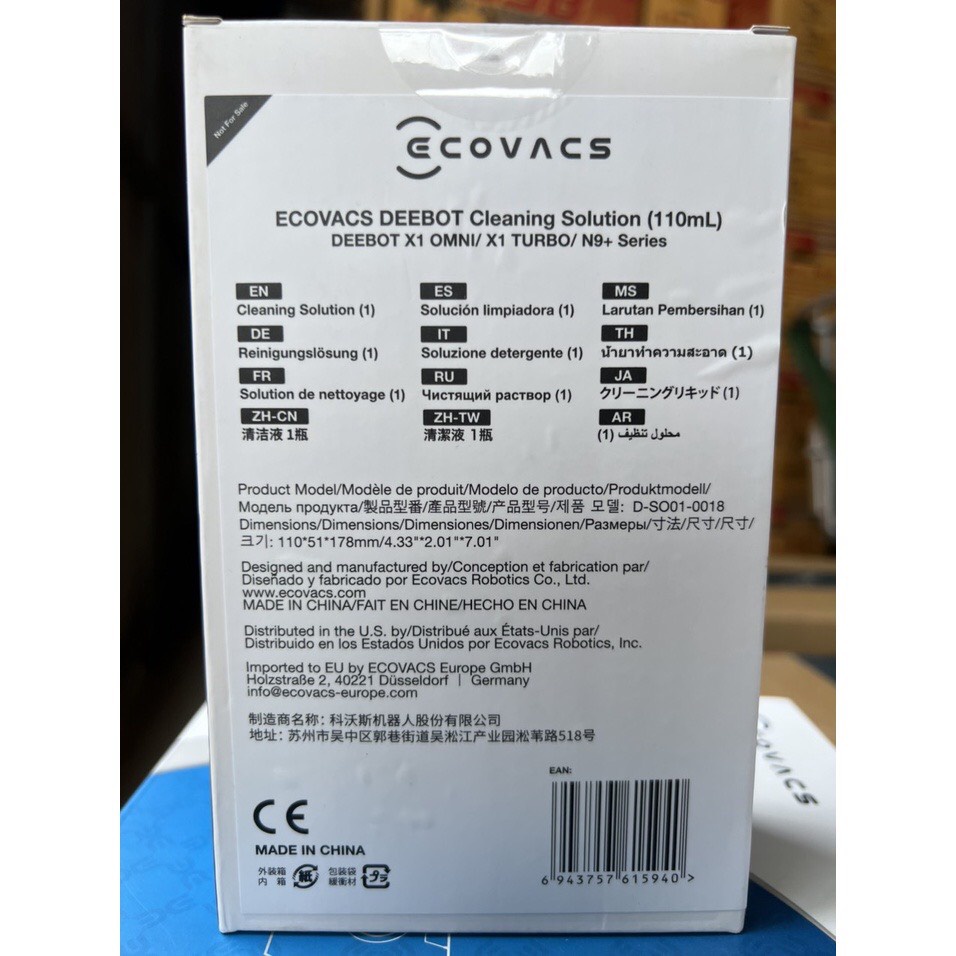 Not For Sale
ECOVACS
ECOVACS DEEBOT Cleaning Solution (110mL)
DEEBOT X1 OMNI/ X1 TURBO/ N9+ Series
EN
Cleaning Solution (1)
DE
Reinigungslösung (1)
FR
Solution de nettoyage (1)
ZH-CN
清洁液 1瓶
ES
Solución limpiadora (1)
IT
Soluzione detergente (1)
RU
Чистящий раствор (1)
ZH-TW
清潔液 1瓶
MS
Larutan Pembersihan (1)
TH
น้ำยาทำความสะอาด (1)
JA
クリーニングリキッド (1)
AR
محلول تنظيف (1)
Product Model/Modèle de produit/Modelo de producto/Produktmodell/
Модель продукта/製品型番/產品型號/产品型号/제품 모델: D-SO01-0018
Dimensions/Dimensions/Dimensiones/Dimensionen/Размеры/寸法/尺寸/尺寸/
크기: 110*51*178mm/4.33"*2.01"*7.01"
Designed and manufactured by/Conception et fabrication par/
Diseñado y fabricado por Ecovacs Robotics Co., Ltd.
www.ecovacs.com
MADE IN CHINA/FAIT EN CHINE/HECHO EN CHINA
Distributed in the U.S. by/Distribué aux États-Unis par/
Distribuido en los Estados Unidos por Ecovacs Robotics, Inc.
Imported to EU by ECOVACS Europe GmbH
Holzstraße 2, 40221 Düsseldorf | Germany
info@ecovacs-europe.com
制造商名称: 科沃斯机器人股份有限公司
地址: 苏州市吴中区郭巷街道吴淞江产业园淞苇路518号
CE
MADE IN CHINA
外装箱
内 箱
紙
包装袋
緩衝材
プラ
EAN:
6 943757 615940 >
ECOVACS